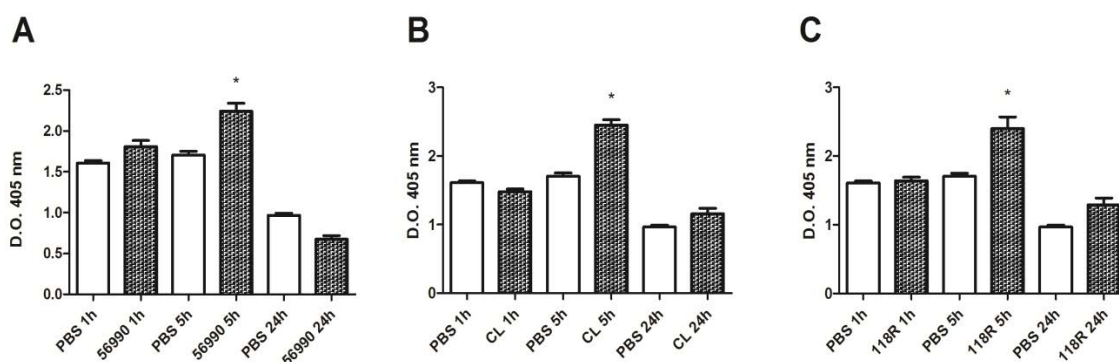 A
B
C
D.O. 405 nm
2.5
2.0
1.5
1.0
0.5
0.0
*
PBS 1h
56990 1h
PBS 5h
56990 5h
PBS 24h
56990 24h
D.O. 405 nm
3
2
1
0
*
PBS 1h
CL 1h
PBS 5h
CL 5h
PBS 24h
CL 24h
D.O. 405 nm
3
2
1
0
*
PBS 1h
118R 1h
PBS 5h
118R 5h
PBS 24h
118R 24h